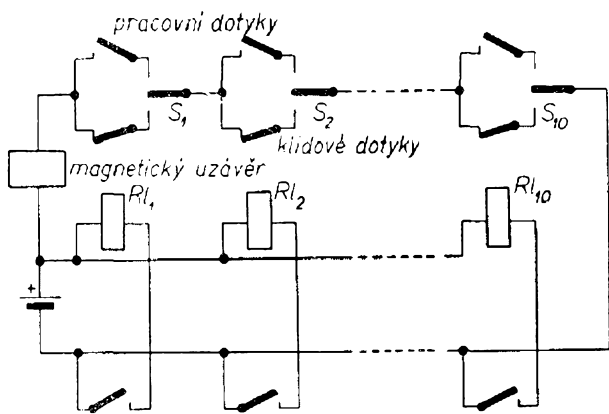 pracovní dotyky
S₁
S₂
S₁₀
klidové dotyky
magnetický uzávěr
Rl₁
Rl₂
Rl₁₀
+